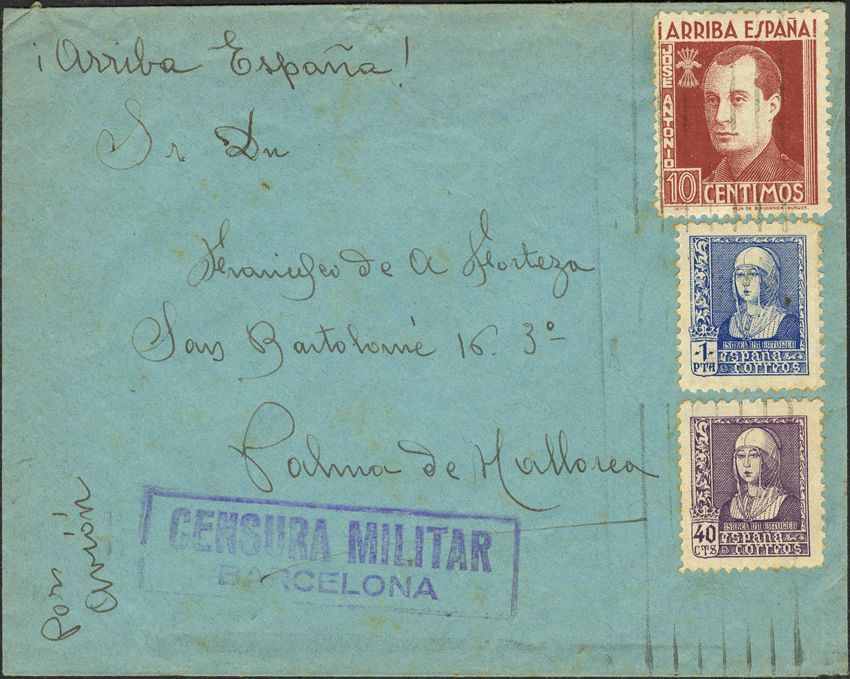 ¡Arriba España!
Sr Dn
Francisco de A Forteza
San Bartolomé 16. 3º
Palma de Mallorca
por avión
CENSURA MILITAR
BARCELONA
¡ARRIBA ESPAÑA!
JOSE ANTONIO
10 CENTIMOS
ISABEL LA CATOLICA
-1- PTA
ESPAÑA CORREOS
ISABEL LA CATOLICA
40 CTS
ESPAÑA CORREOS